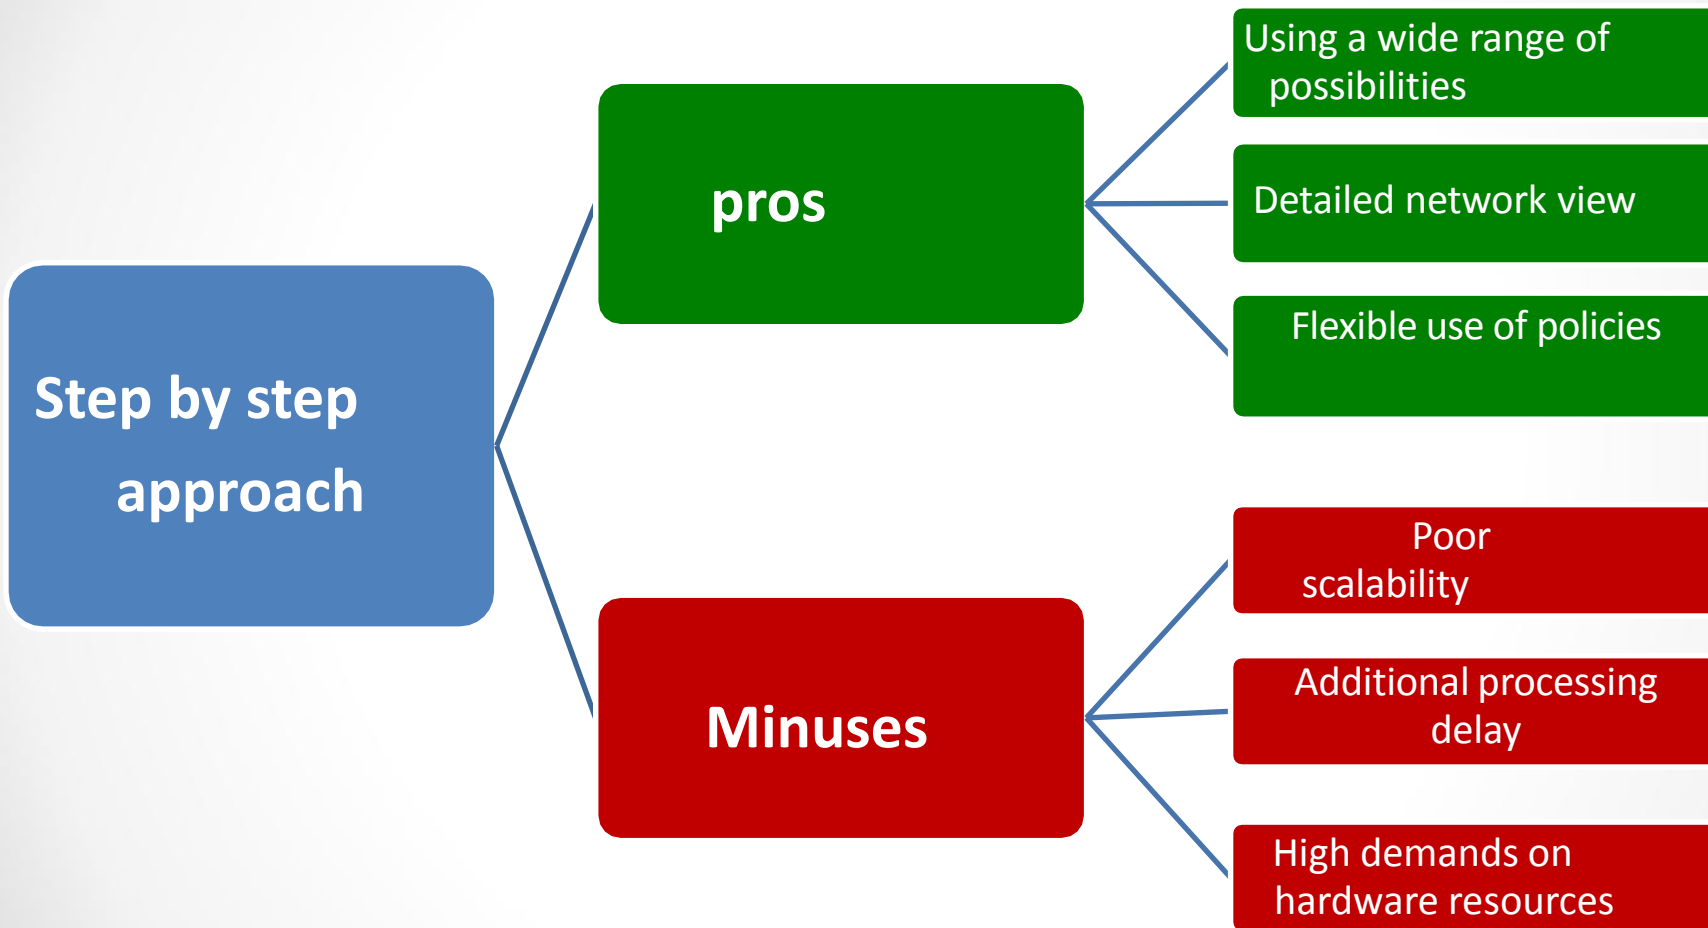 Step by step
approach
pros
Using a wide range of
possibilities
Detailed network view
Flexible use of policies
Minuses
Poor
scalability
Additional processing
delay
High demands on
hardware resources